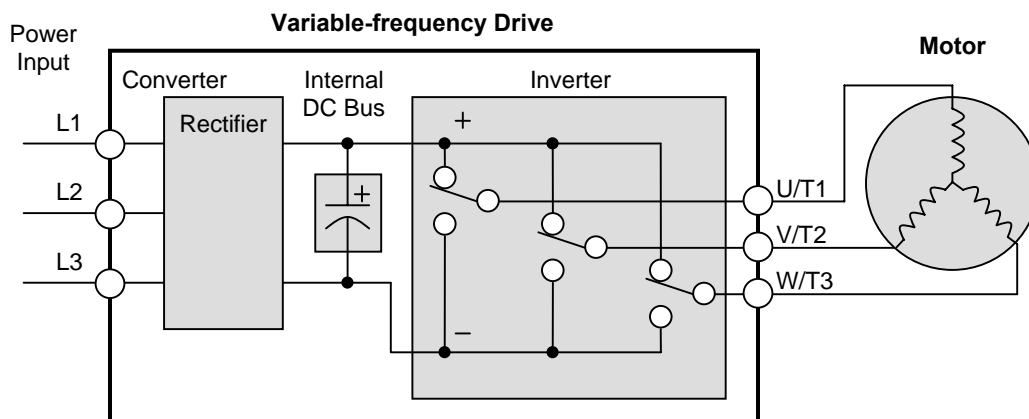 Variable-frequency Drive
Power
Input
Motor
Converter
Internal
DC Bus
Inverter
Rectifier
L1
L2
L3
+
+
−
U/T1
V/T2
W/T3